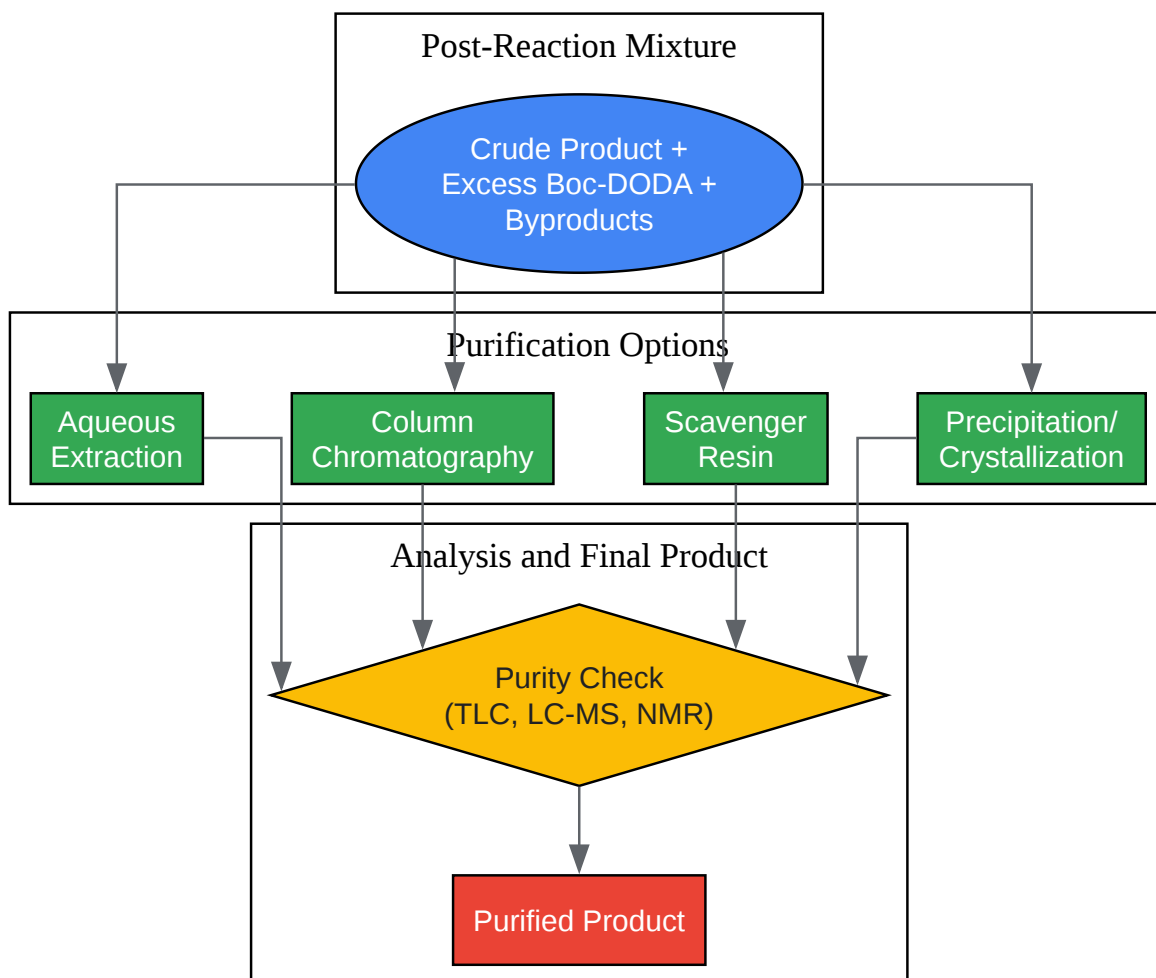 Post-Reaction Mixture
Crude Product +
Excess Boc-DODA +
Byproducts
Purification Options
Aqueous
Extraction
Column
Chromatography
Scavenger
Resin
Precipitation/
Crystallization
Analysis and Final Product
Purity Check
(TLC, LC-MS, NMR)
Purified Product